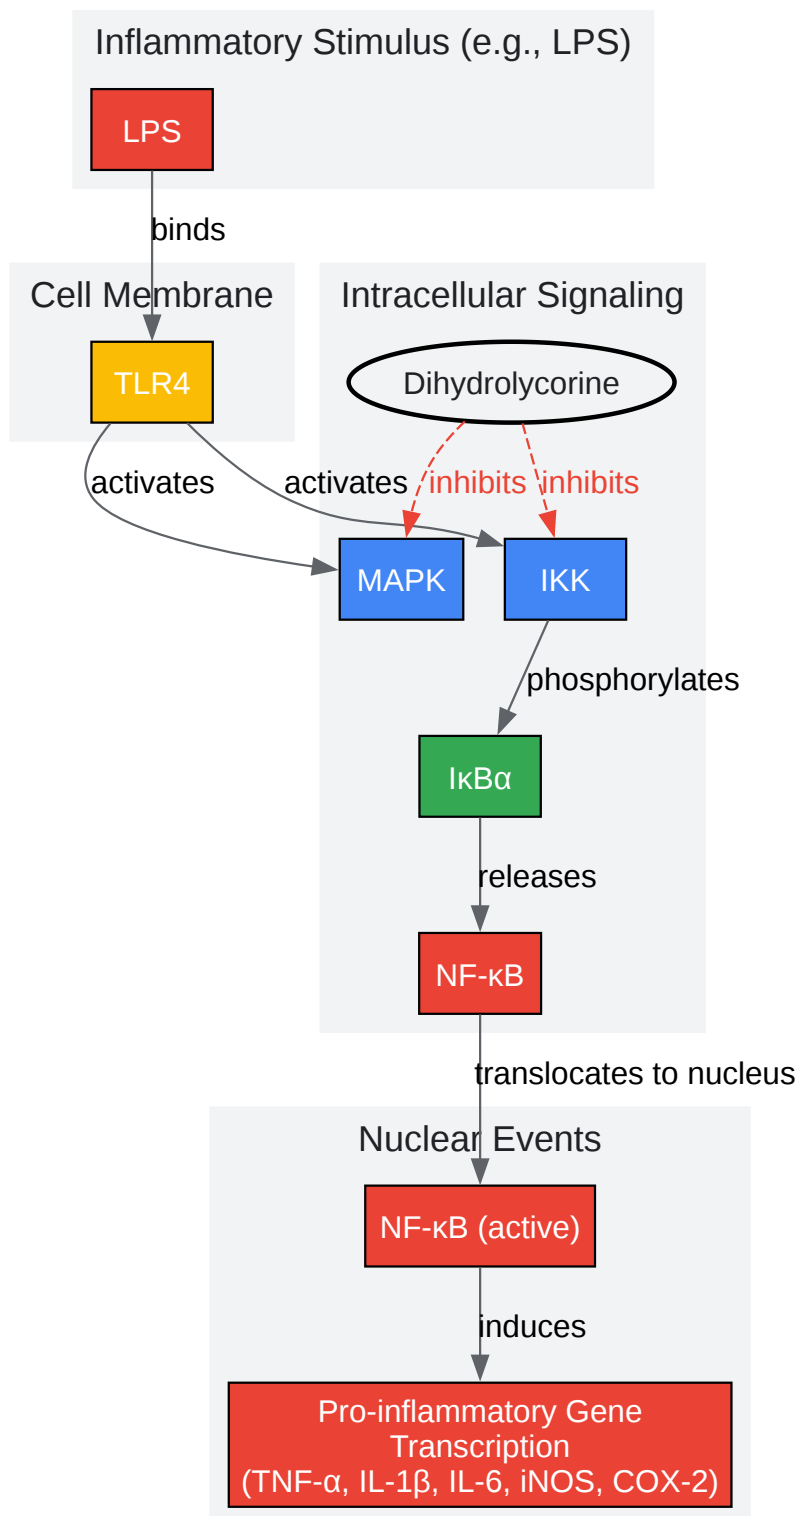 Inflammatory Stimulus (e.g., LPS)
LPS
binds
Cell Membrane
Intracellular Signaling
TLR4
Dihydrolycorine
activates
activates
inhibits
inhibits
MAPK
IKK
phosphorylates
IκBα
releases
NF-κB
translocates to nucleus
Nuclear Events
NF-κB (active)
induces
Pro-inflammatory Gene
Transcription
(TNF-α, IL-1β, IL-6, iNOS, COX-2)